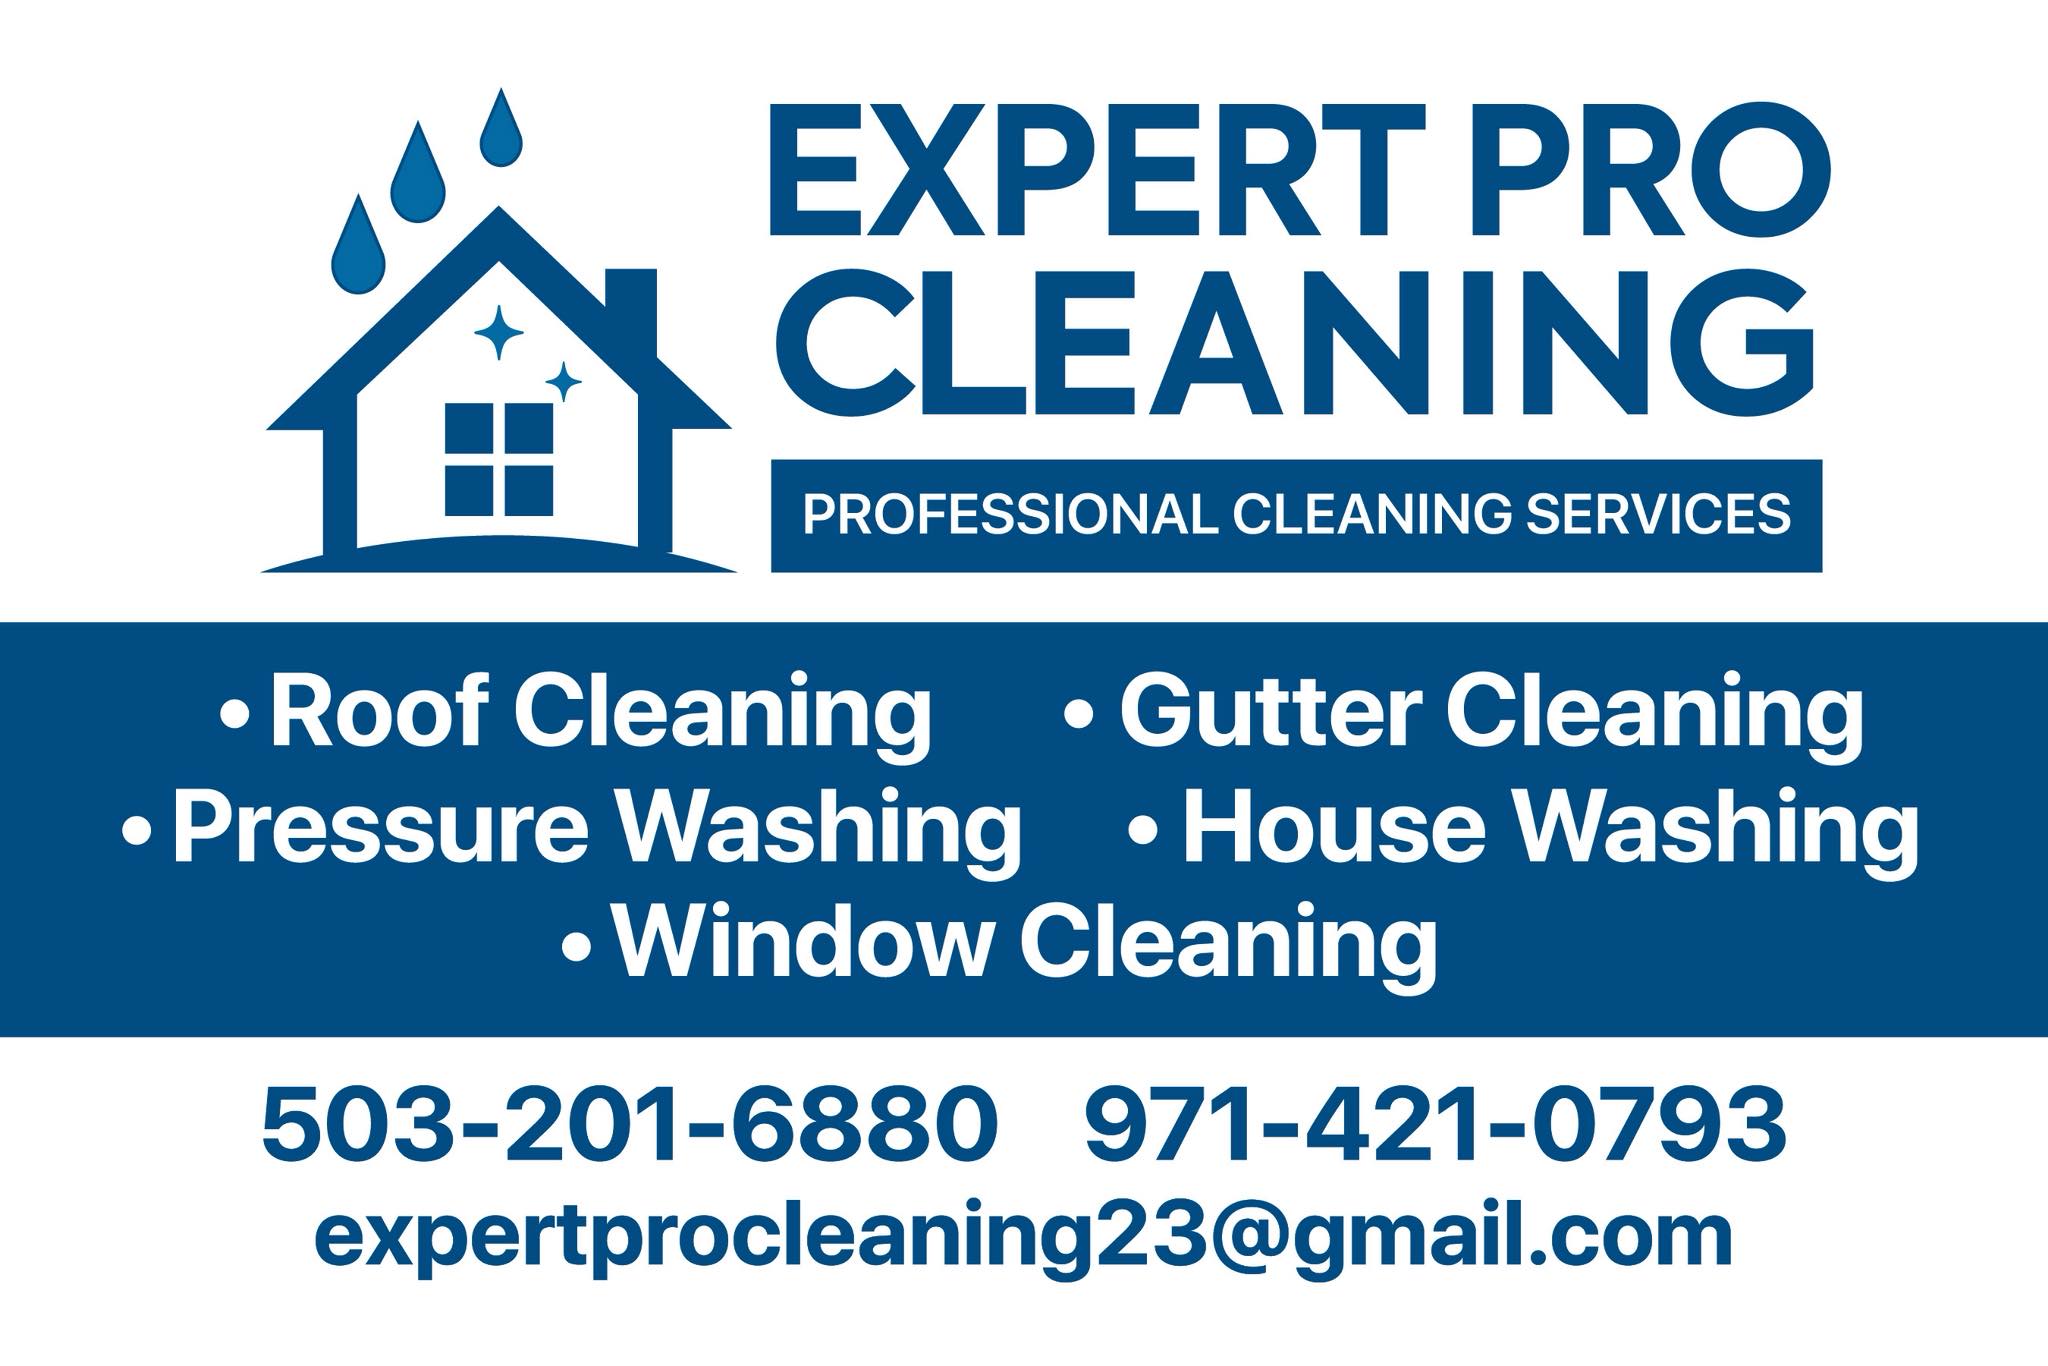 EXPERT PRO
CLEANING
PROFESSIONAL CLEANING SERVICES
• Roof Cleaning • Gutter Cleaning
• Pressure Washing • House Washing
• Window Cleaning
503-201-6880 971-421-0793
expertprocleaning23@gmail.com